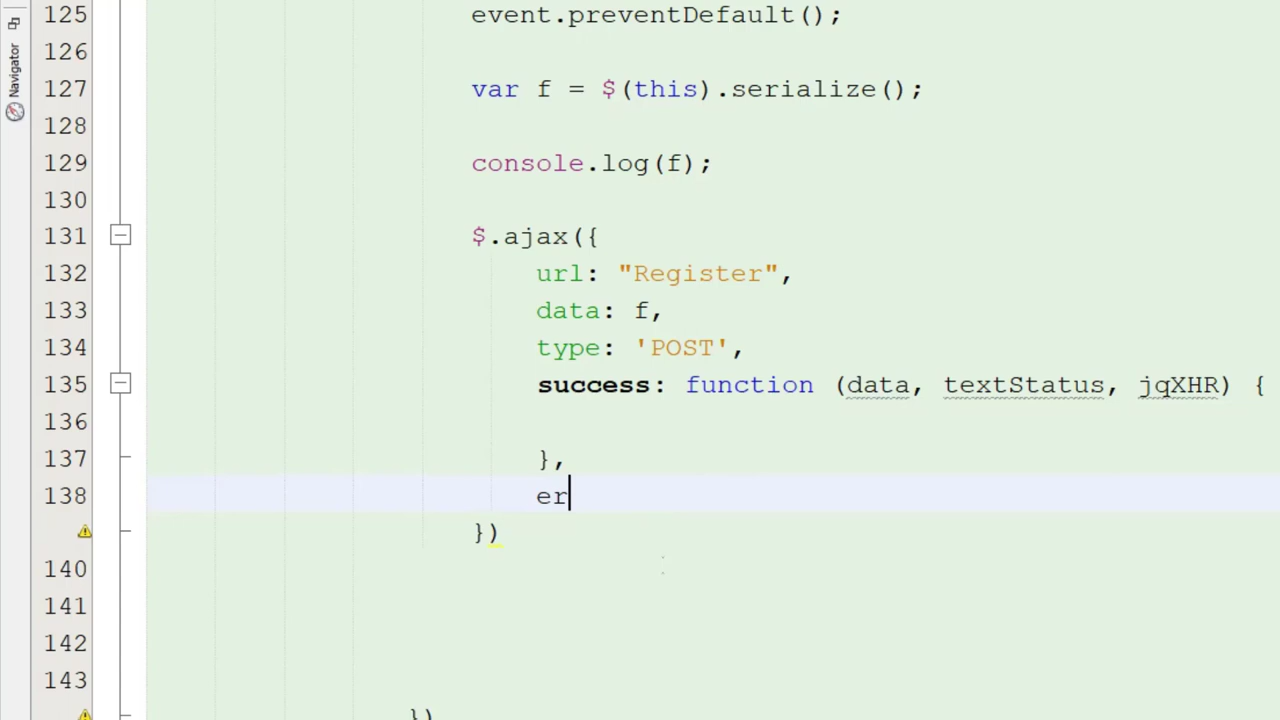 Navigator
125 event.preventDefault();
126
127 var f = $(this).serialize();
128
129 console.log(f);
130
131 $.ajax({
132 url: "Register",
133 data: f,
134 type: 'POST',
135 success: function (data, textStatus, jqXHR) {
136
137 },
138 er
})
140
141
142
143
})